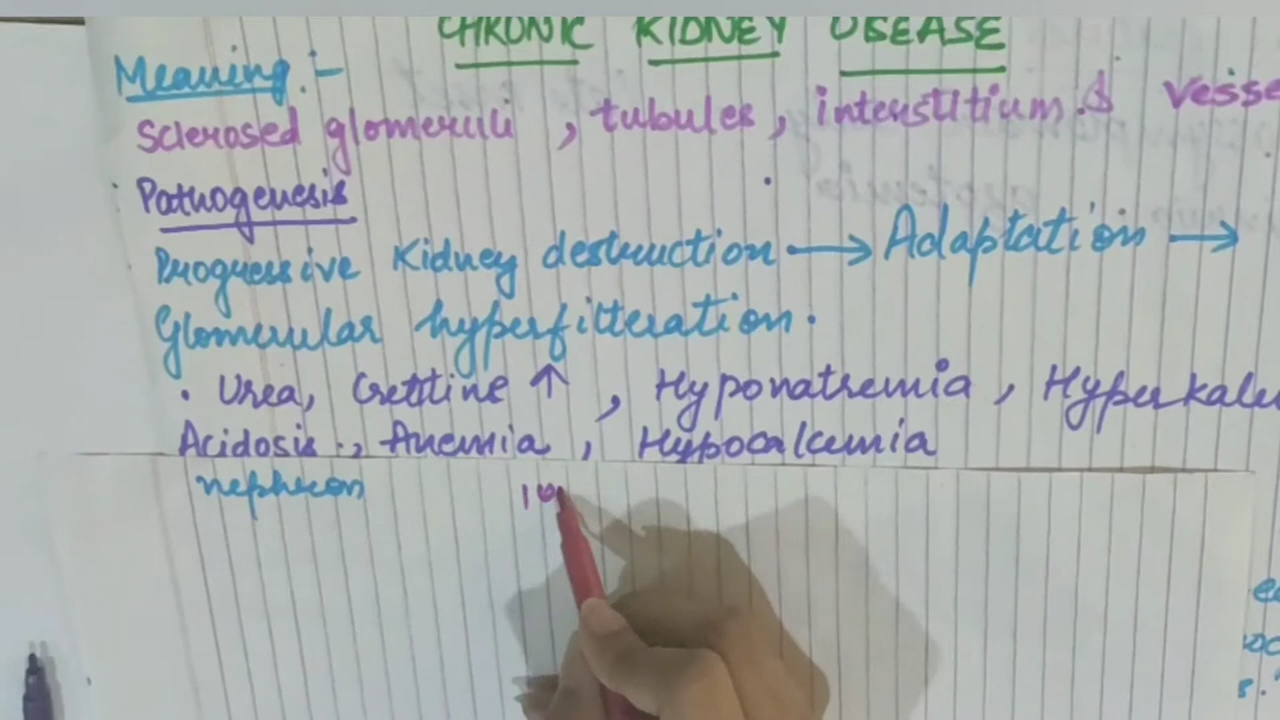 CHRONIC KIDNEY DISEASE
Meaning :-
Sclerosed glomeruli , tubules , interstitium & vesse
Pathogenesis
Progressive Kidney destruction → Adaptation →
Glomerular hyperfilteration .
. Urea, Cretitine ↑ , Hyponatremia , Hyperkale
Acidosis , Anemia , Hypocalcemia
nephron